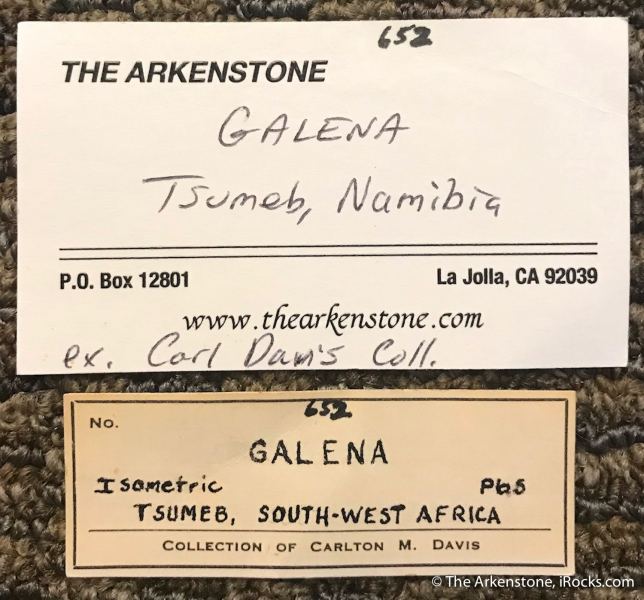 652
THE ARKENSTONE
GALENA
Tsumeb, Namibia
P.O. Box 12801 La Jolla, CA 92039
www.thearkenstone.com
ex. Carl Davis Coll.
652
No.
GALENA
Isometric PbS
TSUMEB, SOUTH-WEST AFRICA
COLLECTION OF CARLTON M. DAVIS
© The Arkenstone, iRocks.com